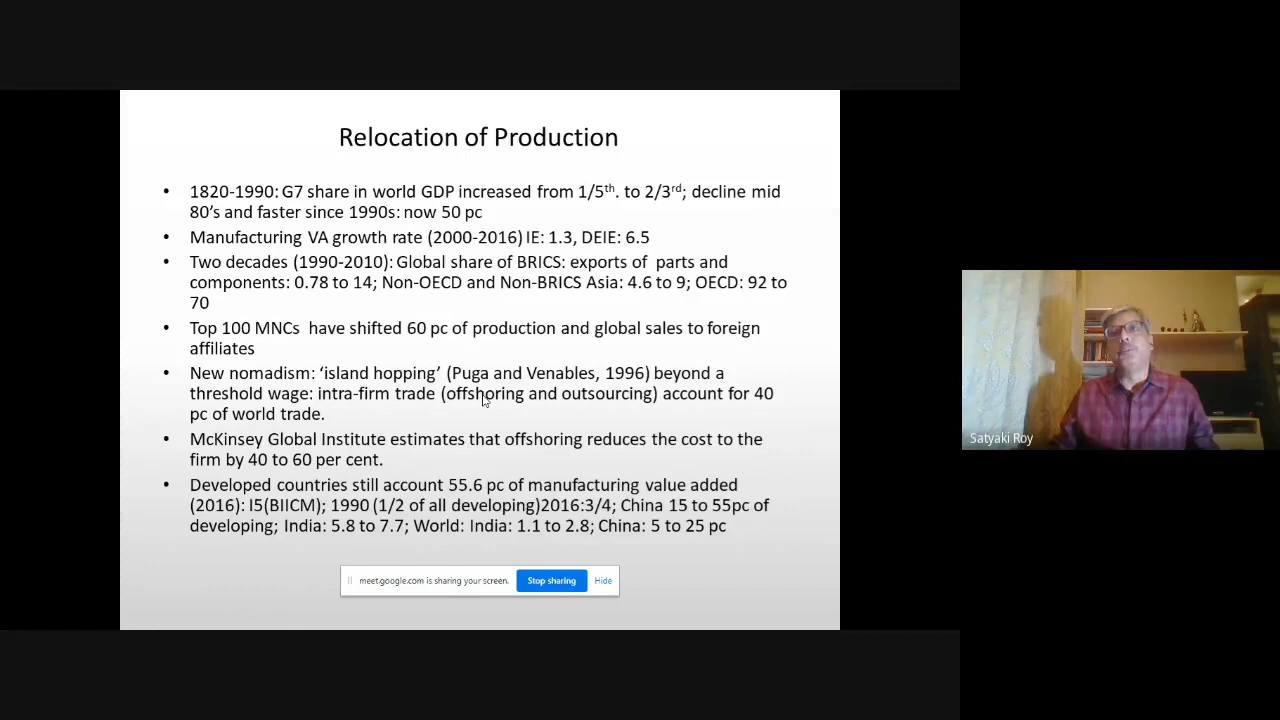 Relocation of Production
• 1820-1990: G7 share in world GDP increased from 1/5th. to 2/3rd; decline mid
80’s and faster since 1990s: now 50 pc
• Manufacturing VA growth rate (2000-2016) IE: 1.3, DEIE: 6.5
• Two decades (1990-2010): Global share of BRICS: exports of parts and
components: 0.78 to 14; Non-OECD and Non-BRICS Asia: 4.6 to 9; OECD: 92 to
70
• Top 100 MNCs have shifted 60 pc of production and global sales to foreign
affiliates
• New nomadism: ‘island hopping’ (Puga and Venables, 1996) beyond a
threshold wage: intra-firm trade (offshoring and outsourcing) account for 40
pc of world trade.
• McKinsey Global Institute estimates that offshoring reduces the cost to the
firm by 40 to 60 per cent.
• Developed countries still account 55.6 pc of manufacturing value added
(2016): I5(BIICM); 1990 (1/2 of all developing)2016:3/4; China 15 to 55pc of
developing; India: 5.8 to 7.7; World: India: 1.1 to 2.8; China: 5 to 25 pc
meet.google.com is sharing your screen. Stop sharing Hide
Satyaki Roy